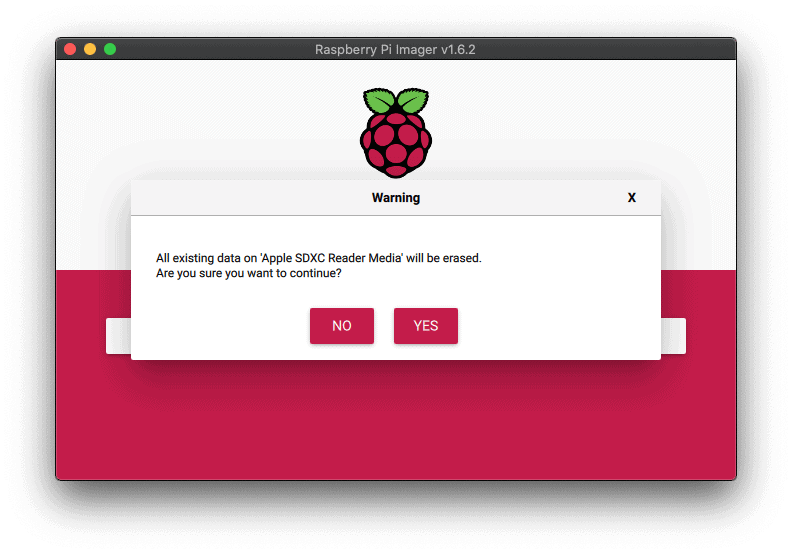 Raspberry Pi Imager v1.6.2
Warning X
All existing data on 'Apple SDXC Reader Media' will be erased.
Are you sure you want to continue?
NO YES